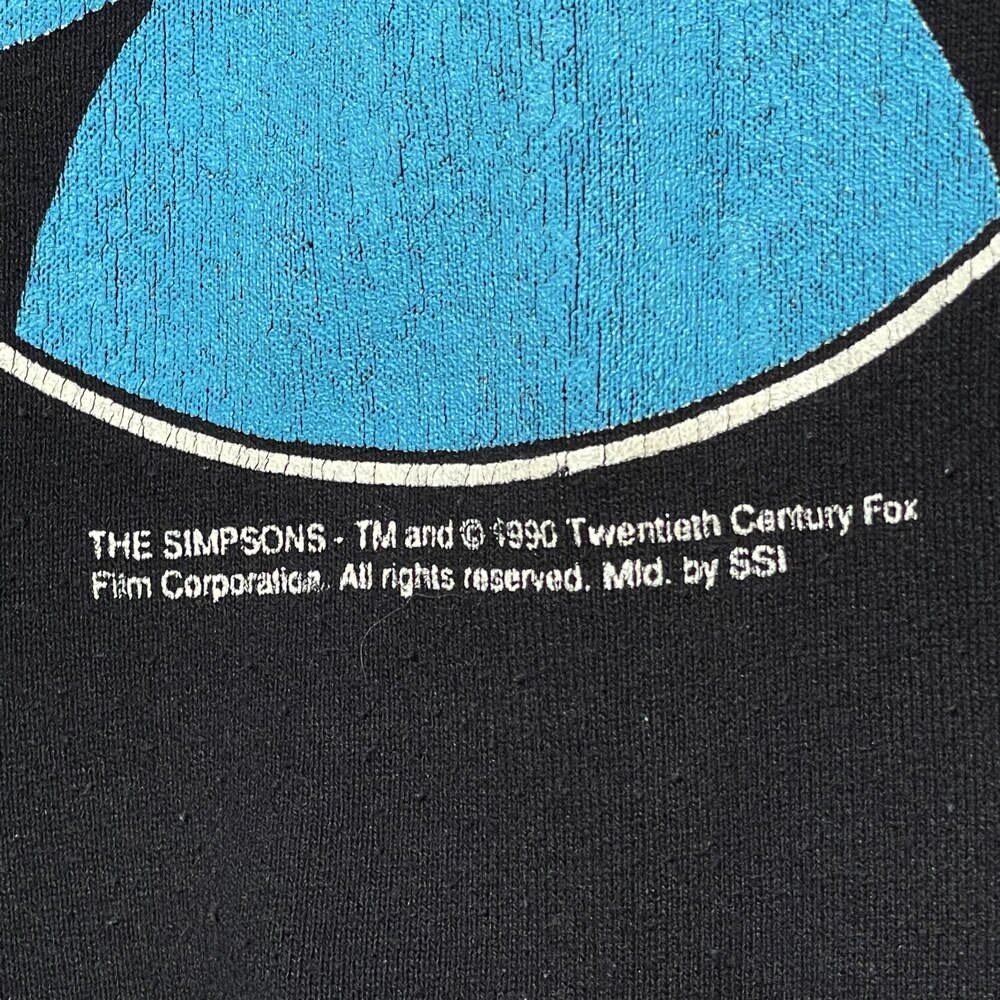 THE SIMPSONS - TM and © 1990 Twentieth Century Fox
Film Corporation. All rights reserved. Mfd. by SSI